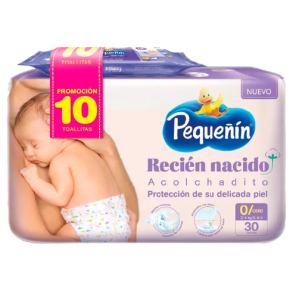 10
TOALLITAS
PROMOCIÓN
10
TOALLITAS
NUEVO
Pequeñín
Recién nacido
Acolchadito
Protección de su delicada piel
0/
30